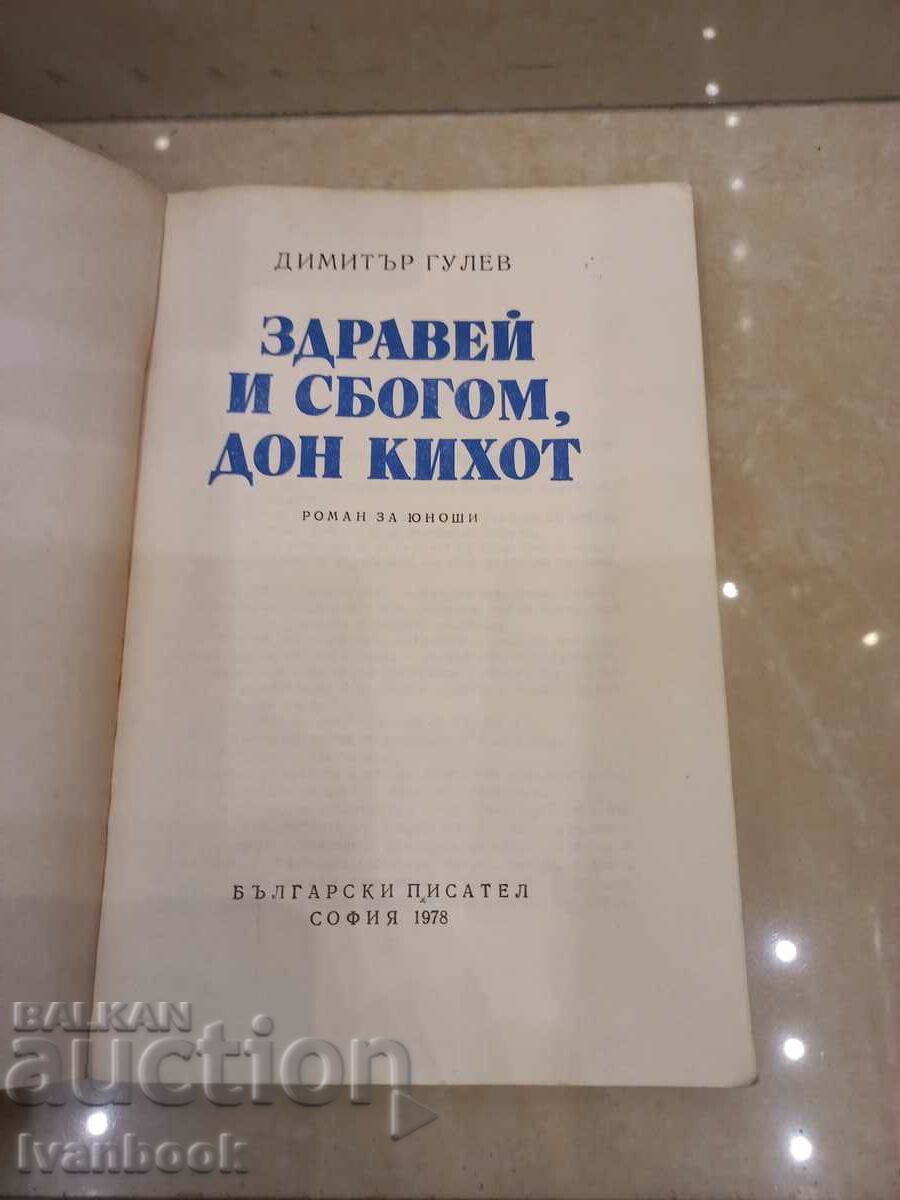 ДИМИТЪР ГУЛЕВ
ЗДРАВЕЙ
И СБОГОМ,
ДОН КИХОТ
РОМАН ЗА ЮНОШИ
БЪЛГАРСКИ ПИСАТЕЛ
СОФИЯ 1978
BALKAN
auction
Ivanbook